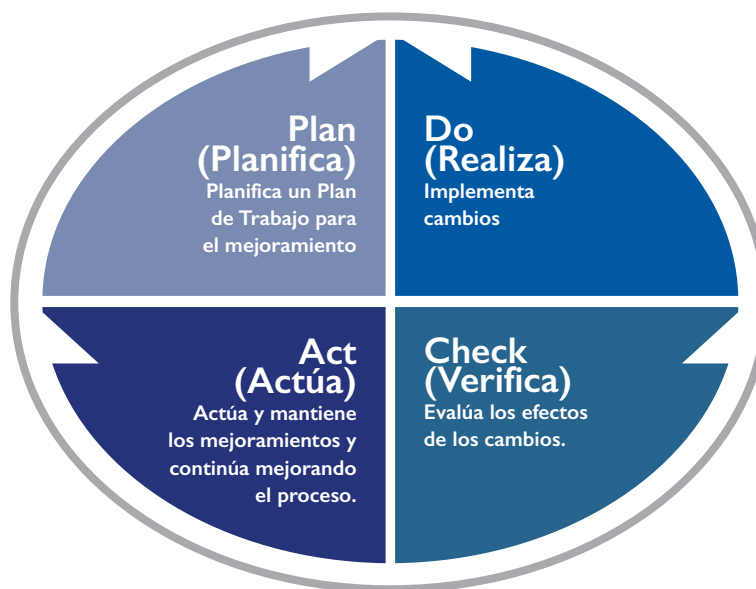 Plan
(Planifica)
Planifica un Plan
de Trabajo para
el mejoramiento
Do
(Realiza)
Implementa
cambios
Act
(Actúa)
Actúa y mantiene
los mejoramientos y
continúa mejorando
el proceso.
Check
(Verifica)
Evalúa los efectos
de los cambios.